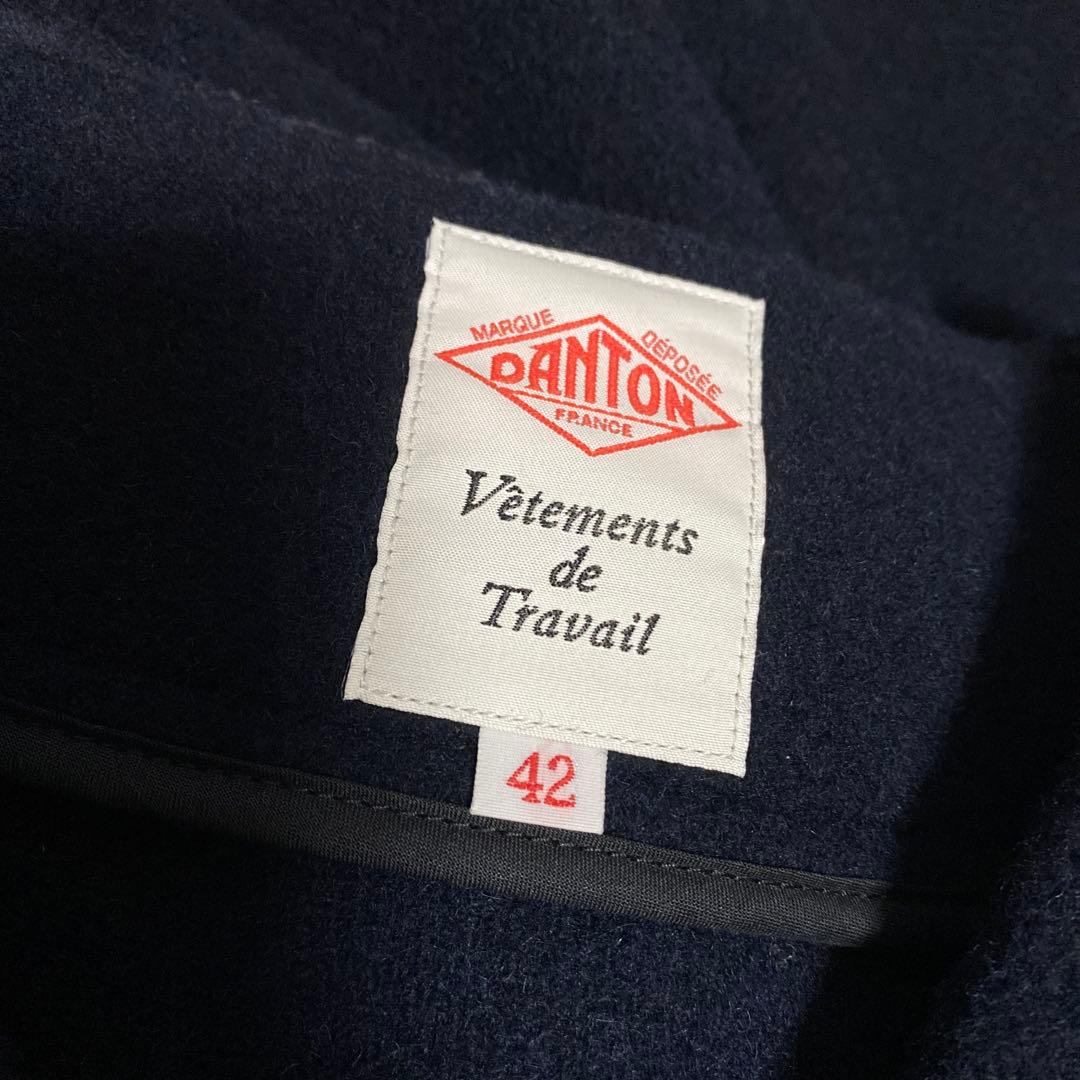 MARQUE DÉPOSÉE
DANTON
FRANCE
Vêtements
de
Travail
42